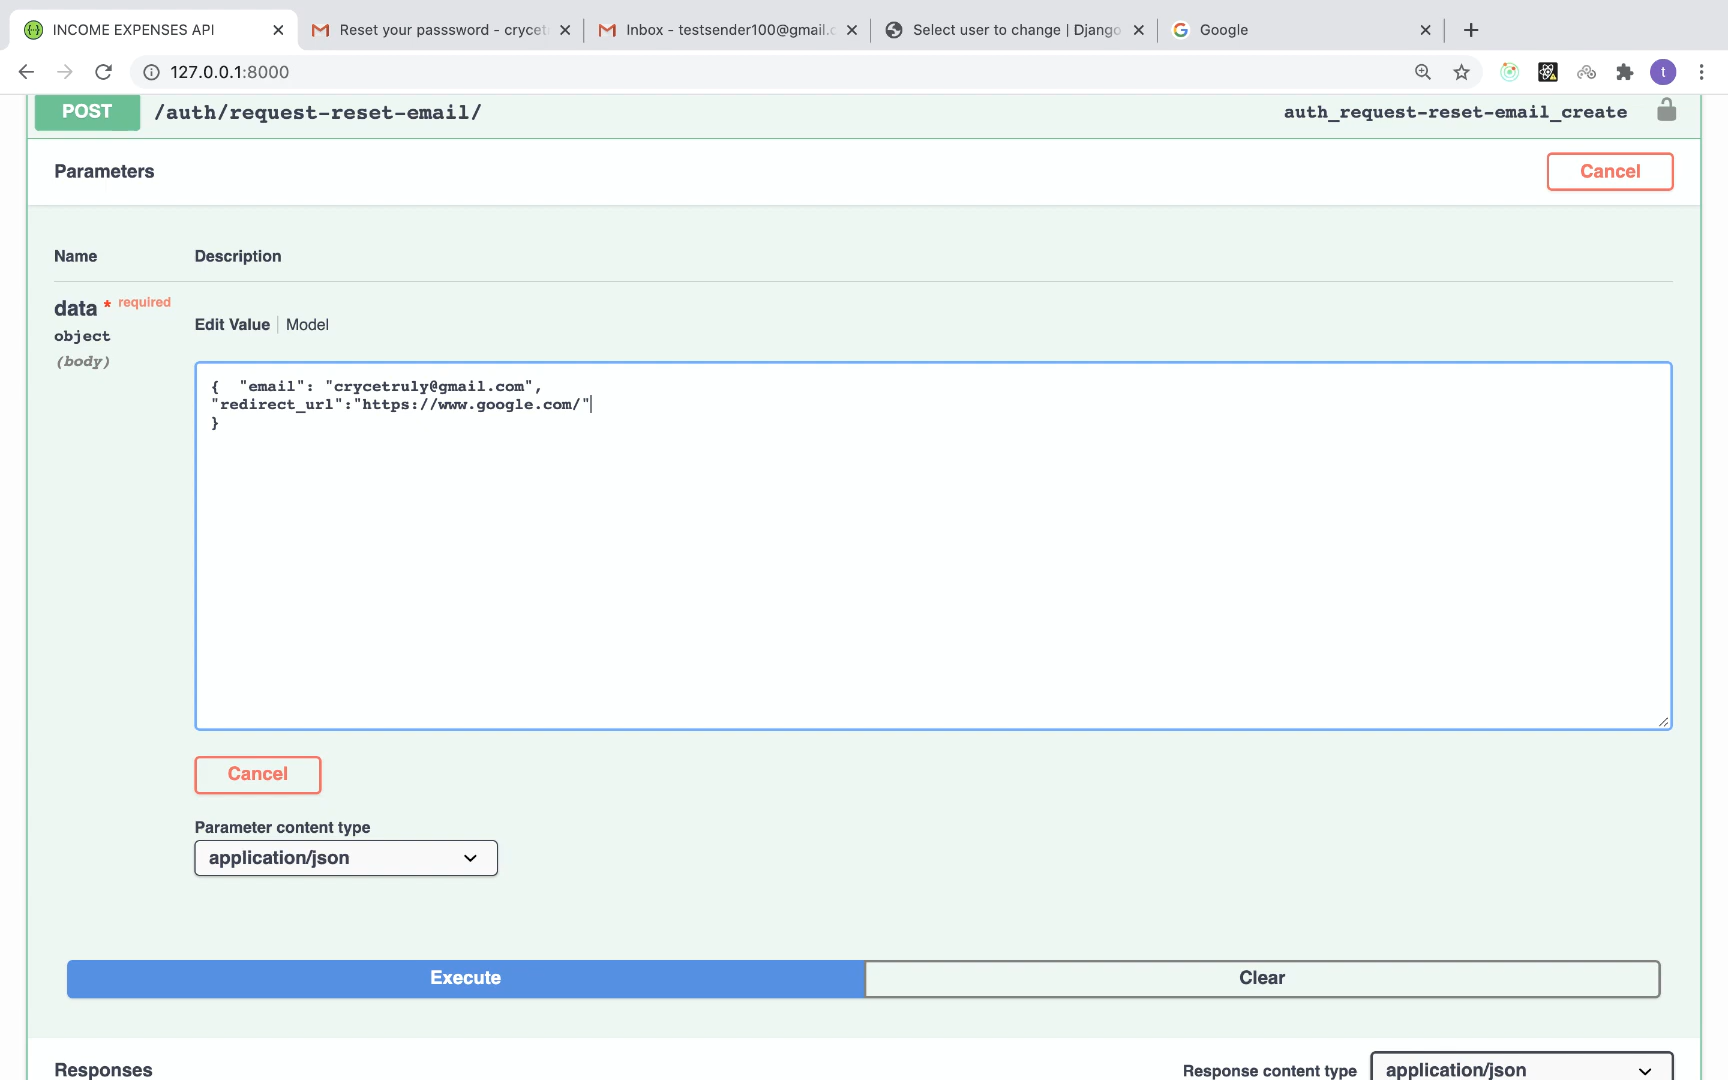 INCOME EXPENSES API
Reset your passsword - crycet
Inbox - testsender100@gmail.c
Select user to change | Django
Google
127.0.0.1:8000
t
POST /auth/request-reset-email/ auth_request-reset-email_create
Parameters
Cancel
Name Description
data * required
object
(body)
Edit Value | Model
{ "email": "crycetruly@gmail.com",
"redirect_url":"https://www.google.com/"
}
Cancel
Parameter content type
application/json
Execute
Clear
Responses
Response content type application/json